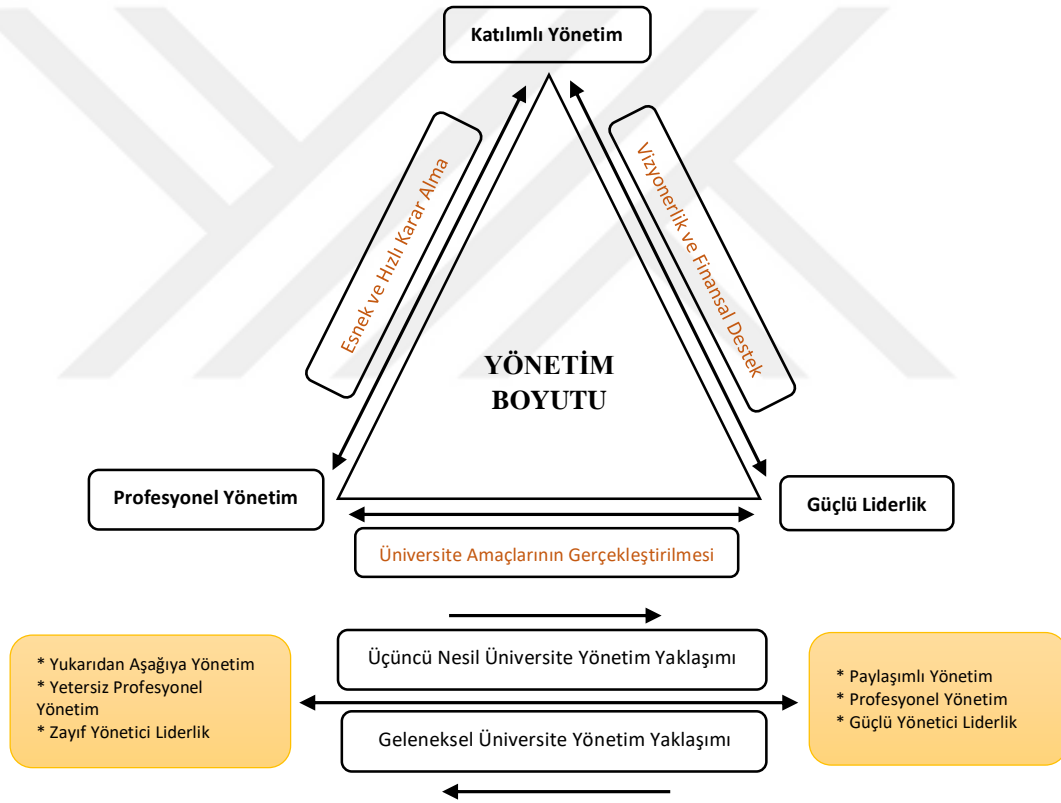 Katılımlı Yönetim
Esnek ve Hızlı Karar Alma
Vizyonerlik ve Finansal Destek
YÖNETİM
BOYUTU
Profesyonel Yönetim
Güçlü Liderlik
Üniversite Amaçlarının Gerçekleştirilmesi
* Yukarıdan Aşağıya Yönetim
* Yetersiz Profesyonel
Yönetim
* Zayıf Yönetici Liderlik
Üçüncü Nesil Üniversite Yönetim Yaklaşımı
Geleneksel Üniversite Yönetim Yaklaşımı
* Paylaşımlı Yönetim
* Profesyonel Yönetim
* Güçlü Yönetici Liderlik